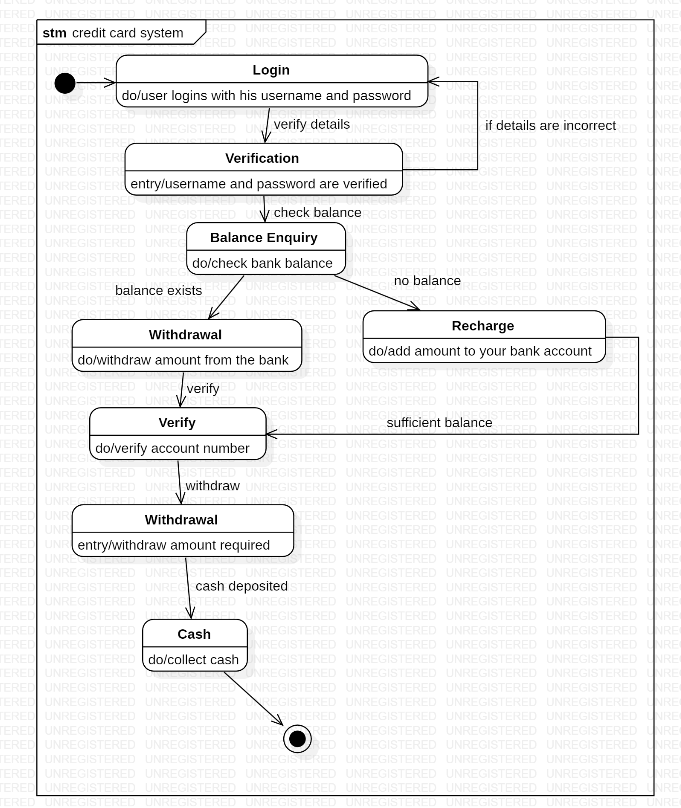 stm credit card system
Login
do/user logins with his username and password
verify details
if details are incorrect
Verification
entry/username and password are verified
check balance
Balance Enquiry
do/check bank balance
balance exists
no balance
Withdrawal
do/withdraw amount from the bank
Recharge
do/add amount to your bank account
verify
Verify
do/verify account number
sufficient balance
withdraw
Withdrawal
entry/withdraw amount required
cash deposited
Cash
do/collect cash
UNREGISTERED